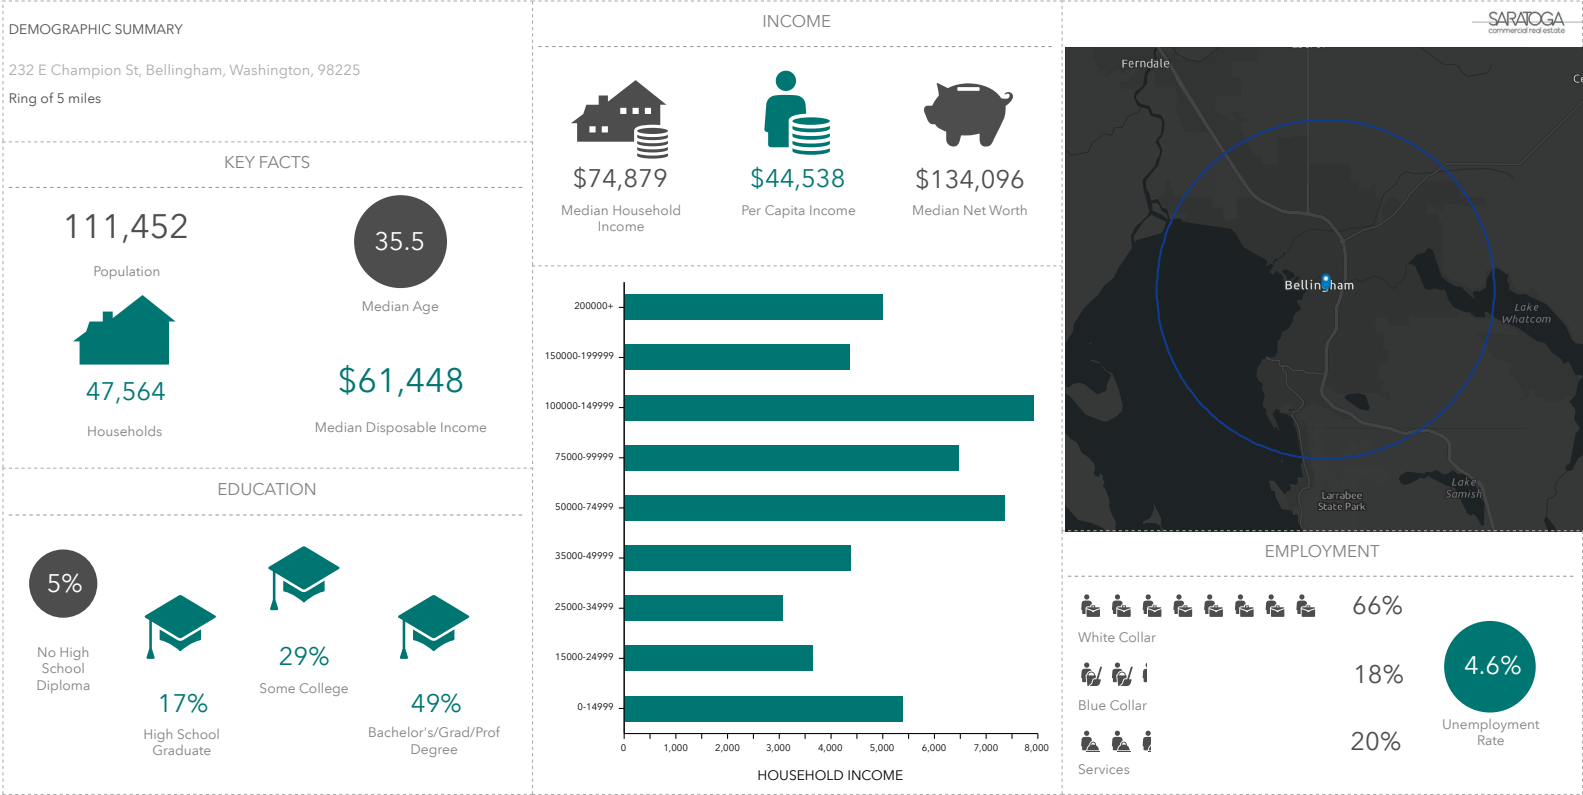 DEMOGRAPHIC SUMMARY
232 E Champion St, Bellingham, Washington, 98225
Ring of 5 miles
KEY FACTS
111,452
Population
35.5
Median Age
47,564
Households
$61,448
Median Disposable Income
EDUCATION
5%
No High
School
Diploma
17%
High School
Graduate
29%
Some College
49%
Bachelor's/Grad/Prof
Degree
INCOME
$74,879
Median Household
Income
$44,538
Per Capita Income
$134,096
Median Net Worth
200000+
150000-199999
100000-149999
75000-99999
50000-74999
35000-49999
25000-34999
15000-24999
0-14999
0 1,000 2,000 3,000 4,000 5,000 6,000 7,000 8,000
HOUSEHOLD INCOME
SARATOGA
commercial real estate
Ferndale
Bellingham
Lake
Whatcom
Lake
Samish
Larrabee
State Park
EMPLOYMENT
66%
White Collar
18%
Blue Collar
20%
Services
4.6%
Unemployment
Rate